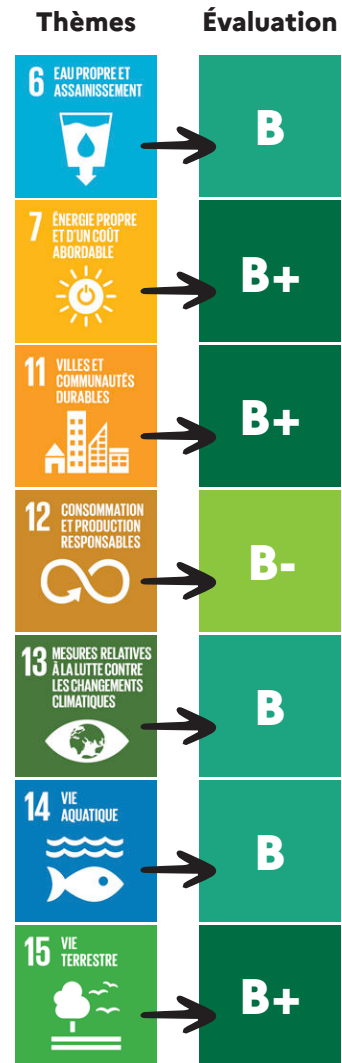 Thèmes Évaluation
6 EAU PROPRE ET
ASSAINISSEMENT
B
7 ÉNERGIE PROPRE
ET D'UN COÛT
ABORDABLE
B+
11 VILLES ET
COMMUNAUTÉS
DURABLES
B+
12 CONSOMMATION
ET PRODUCTION
RESPONSABLES
B-
13 MESURES RELATIVES
À LA LUTTE CONTRE
LES CHANGEMENTS
CLIMATIQUES
B
14 VIE
AQUATIQUE
B
15 VIE
TERRESTRE
B+